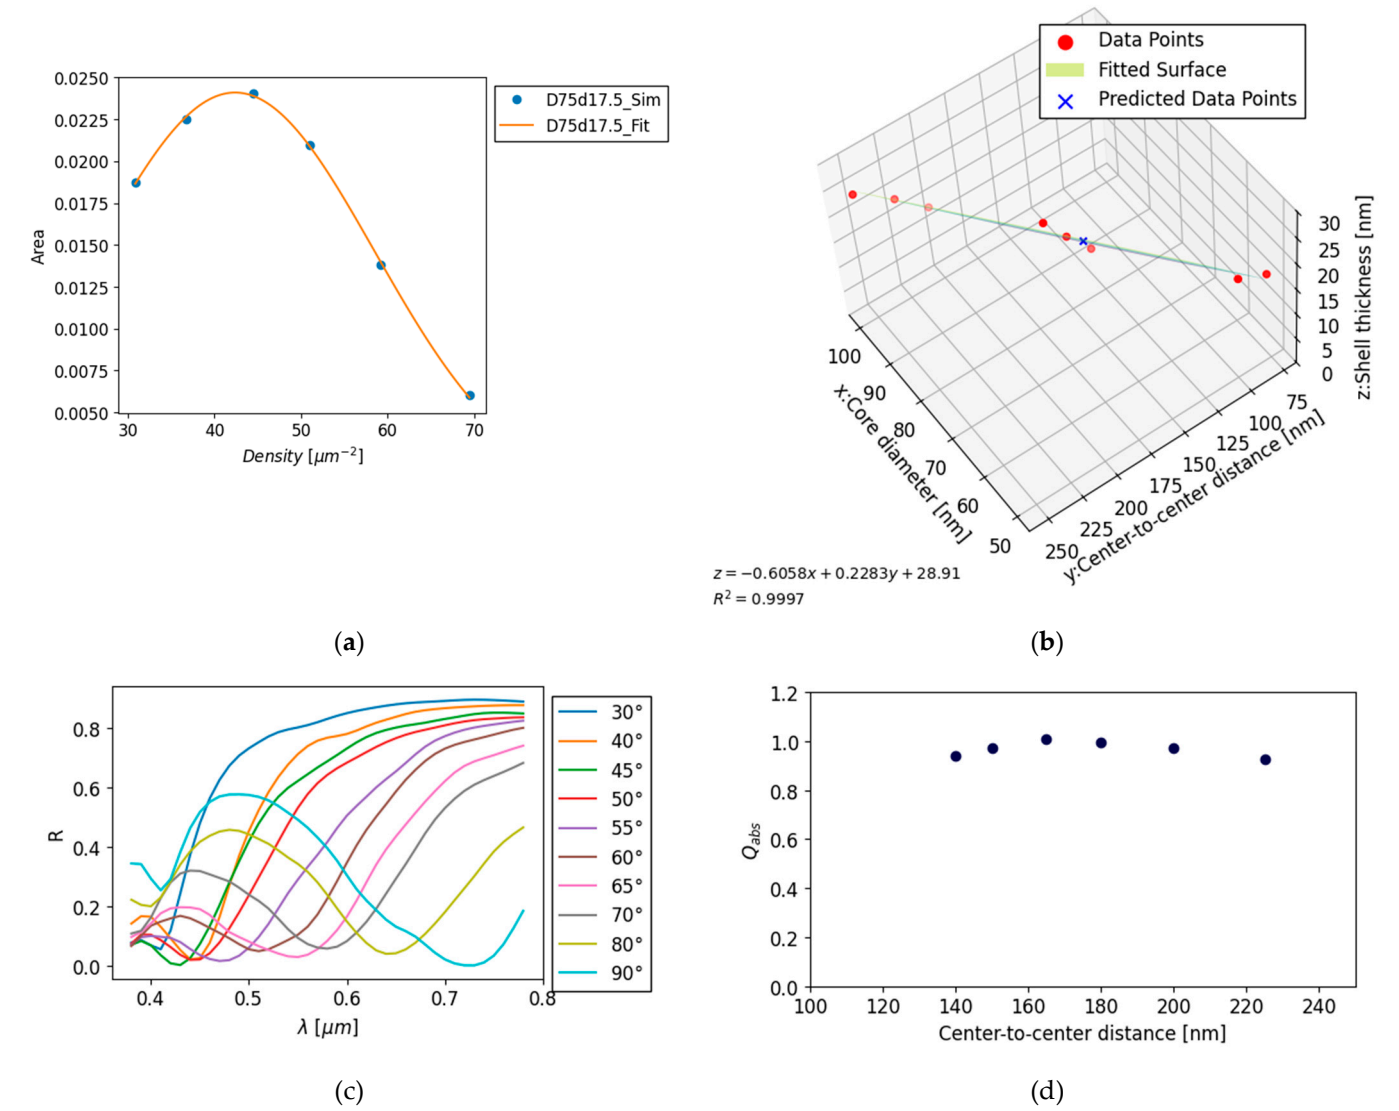 0.0250
0.0225
0.0200
0.0175
0.0150
0.0125
0.0100
0.0075
0.0050
Area
30 40 50 60 70
Density [μm⁻²]
D75d17.5_Sim
D75d17.5_Fit
(a)
Data Points
Fitted Surface
Predicted Data Points
30
25
20
15
10
5
0
z:Shell thickness [nm]
100
90
80
70
60
50
x:Core diameter [nm]
75
100
125
150
175
200
225
250
y:Center-to-center distance [nm]
z = −0.6058x + 0.2283y + 28.91
R² = 0.9997
(b)
0.8
0.6
0.4
0.2
0.0
R
0.4 0.5 0.6 0.7 0.8
λ [μm]
30°
40°
45°
50°
55°
60°
65°
70°
80°
90°
(c)
1.2
1.0
0.8
0.6
0.4
0.2
0.0
Q_abs
100 120 140 160 180 200 220 240
Center-to-center distance [nm]
(d)